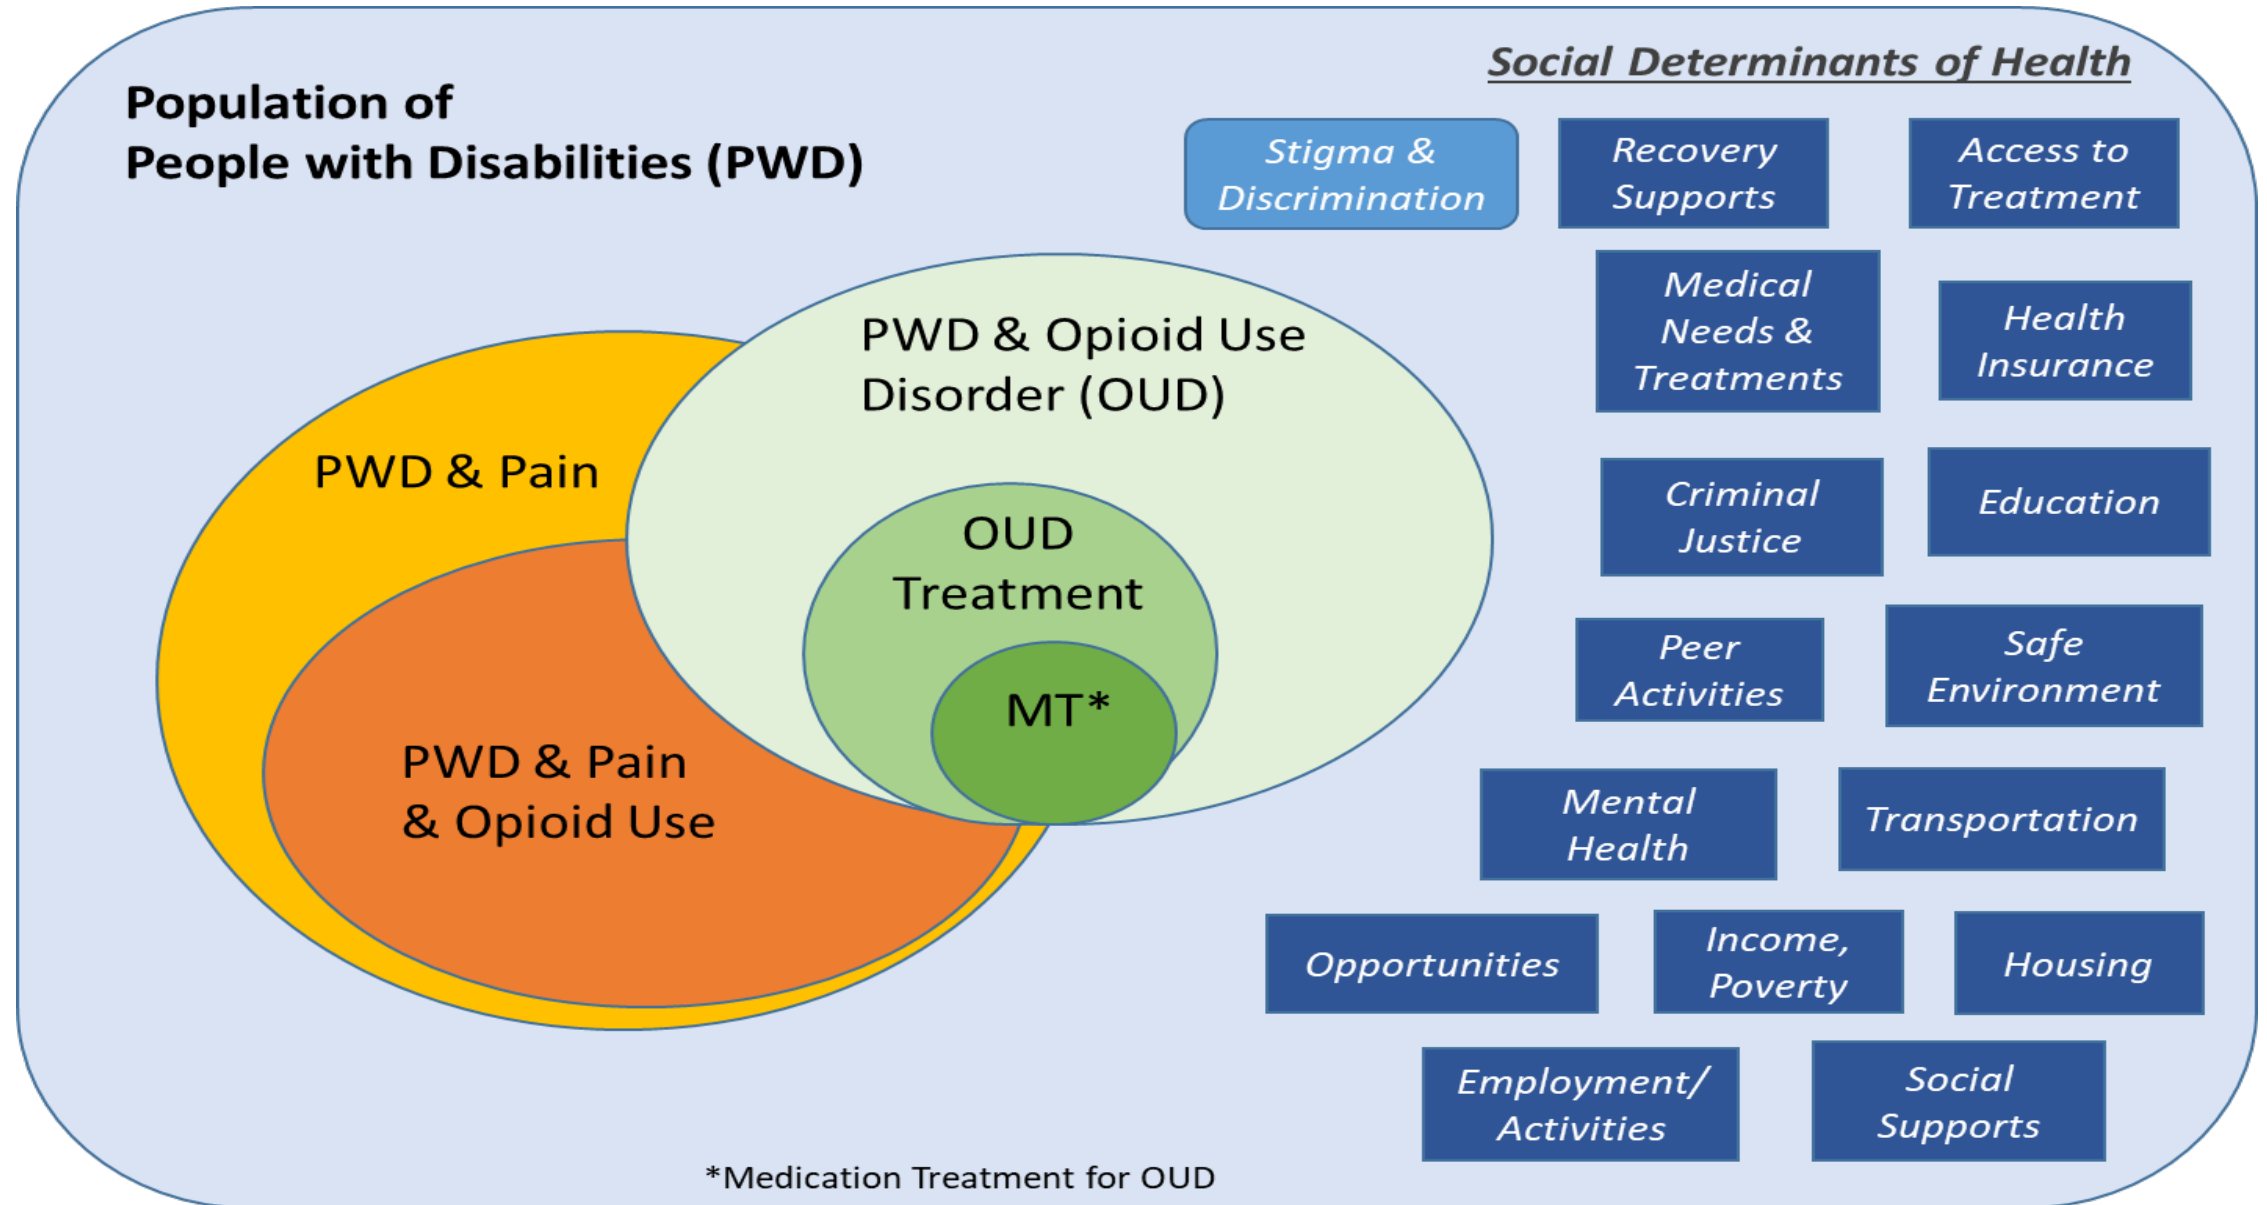 Social Determinants of Health
Population of
People with Disabilities (PWD)
Stigma &
Discrimination
Recovery
Supports
Access to
Treatment
Medical
Needs &
Treatments
Health
Insurance
PWD & Opioid Use
Disorder (OUD)
PWD & Pain
Criminal
Justice
Education
OUD
Treatment
Peer
Activities
Safe
Environment
MT*
PWD & Pain
& Opioid Use
Mental
Health
Transportation
Opportunities
Income,
Poverty
Housing
Employment/
Activities
Social
Supports
*Medication Treatment for OUD